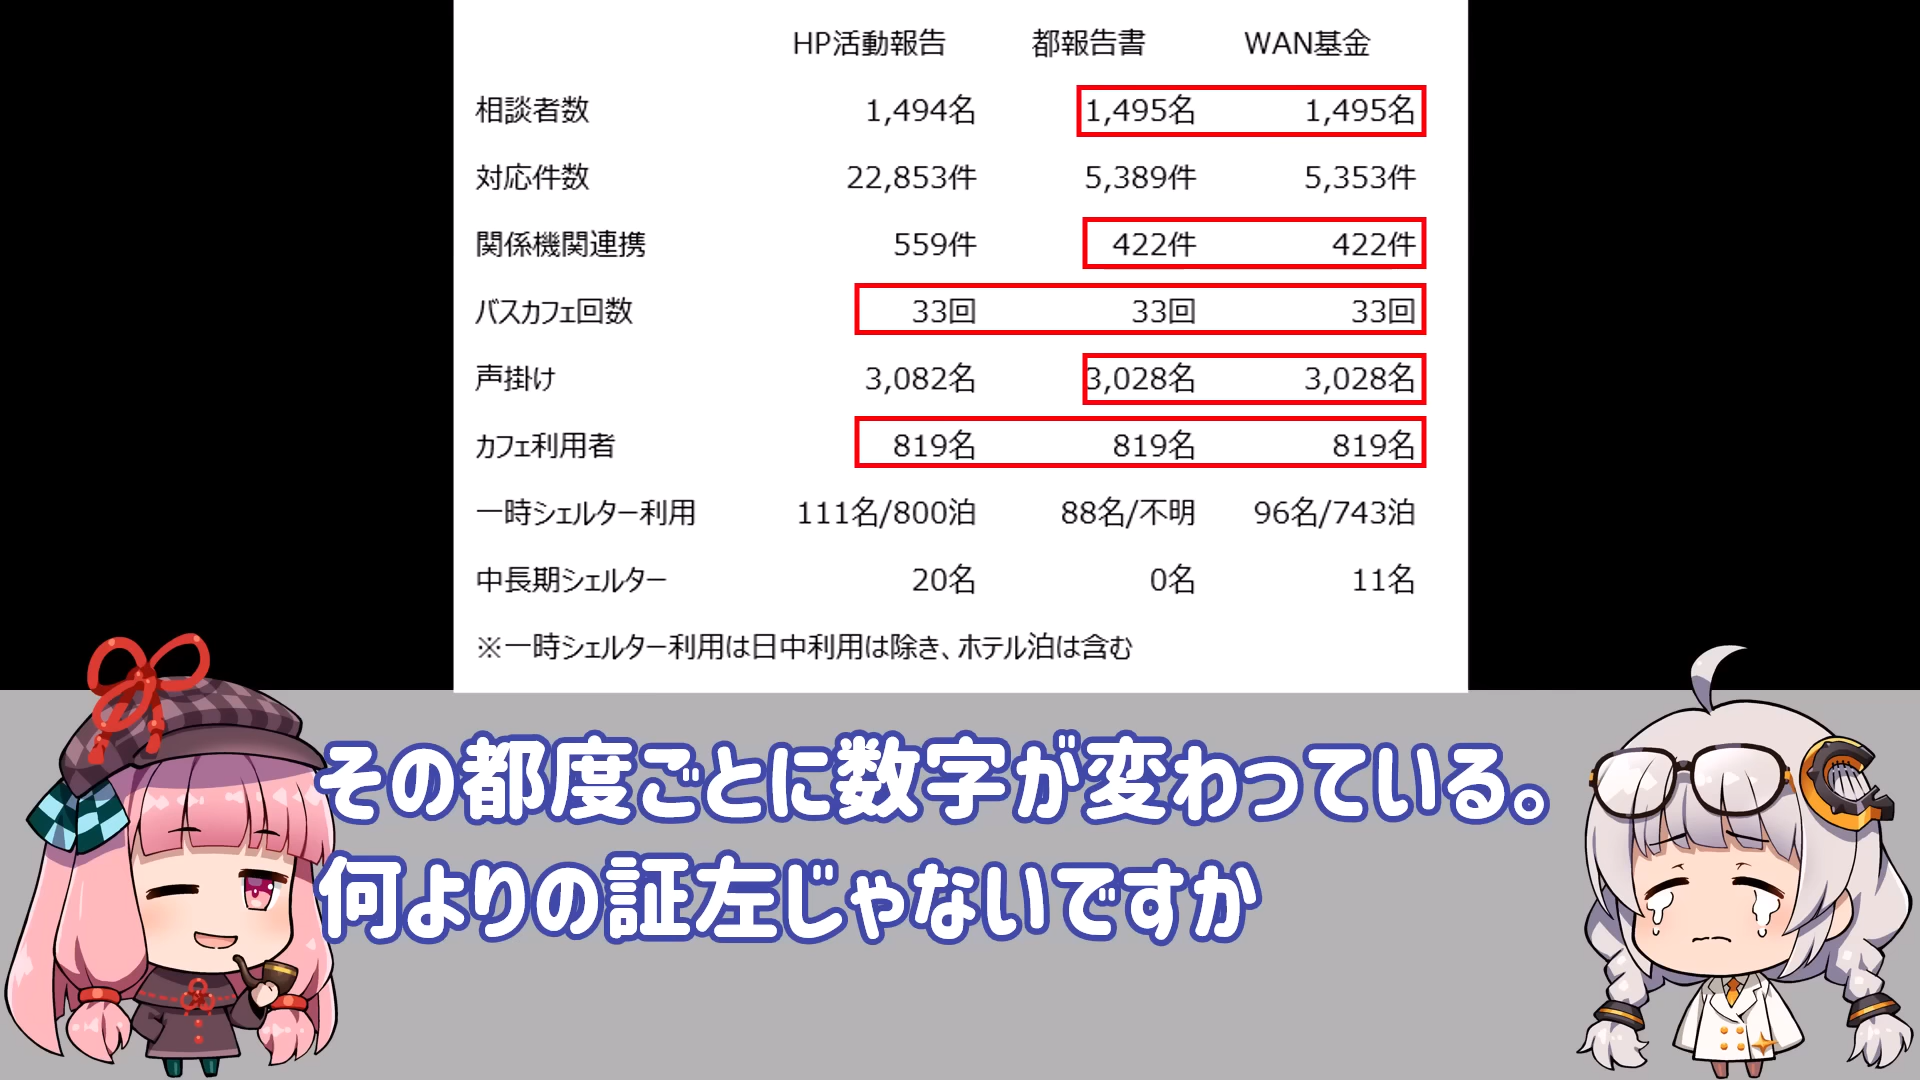 HP活動報告 都報告書 WAN基金
相談者数 1,494名 1,495名 1,495名
対応件数 22,853件 5,389件 5,353件
関係機関連携 559件 422件 422件
バスカフェ回数 33回 33回 33回
声掛け 3,082名 3,028名 3,028名
カフェ利用者 819名 819名 819名
一時シェルター利用 111名/800泊 88名/不明 96名/743泊
中長期シェルター 20名 0名 11名
※一時シェルター利用は日中利用は除き、ホテル泊は含む
その都度ごとに数字が変わっている。
何よりの証左じゃないですか